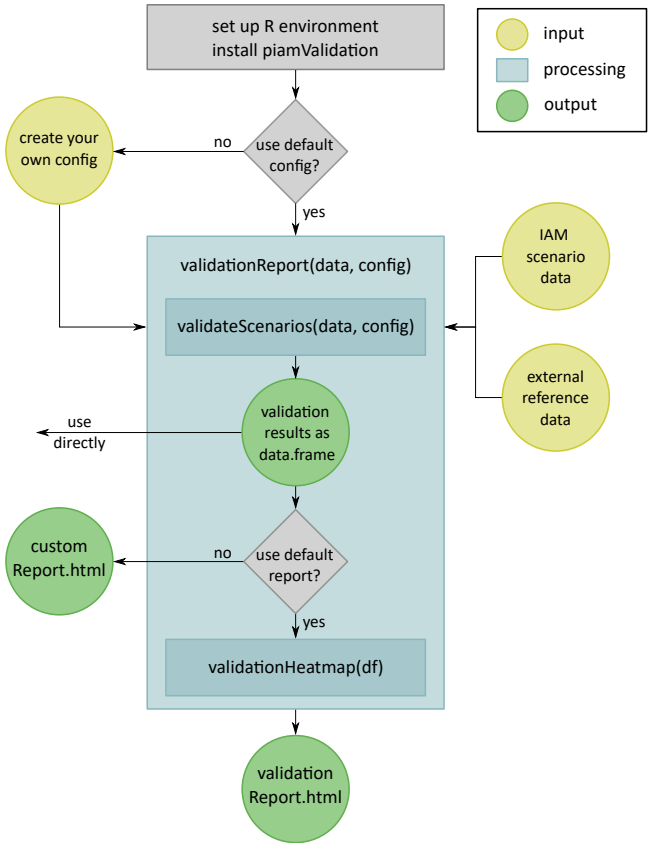 set up R environment
install piamValidation
input
processing
output
create your
own config
no
use default
config?
yes
validationReport(data, config)
IAM
scenario
data
validateScenarios(data, config)
external
reference
data
use
directly
validation
results as
data.frame
custom
Report.html
no
use default
report?
yes
validationHeatmap(df)
validation
Report.html